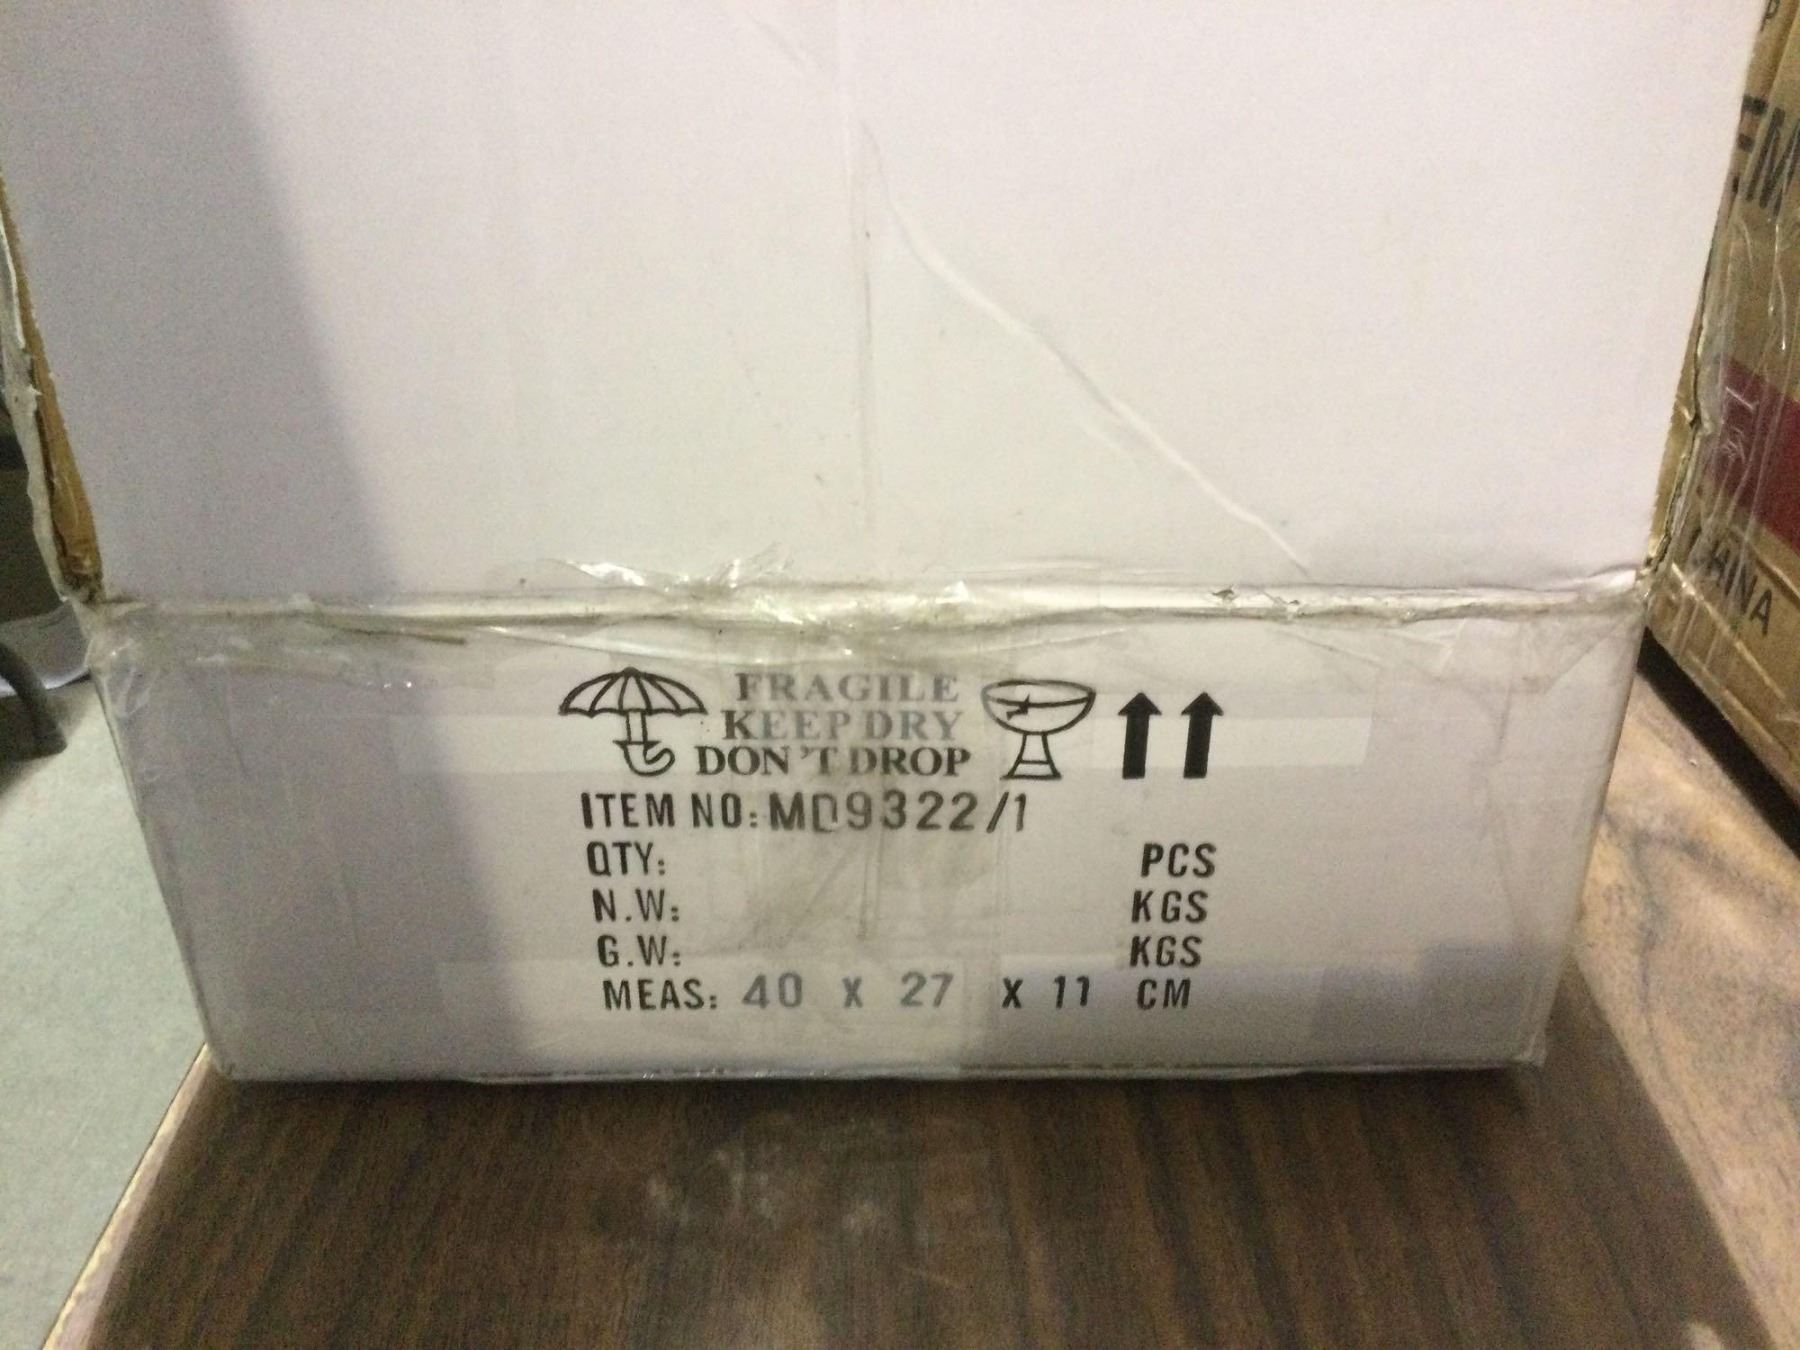 FRAGILE
KEEP DRY
DON'T DROP
ITEM NO: MD9322/1
QTY: PCS
N.W: KGS
G.W: KGS
MEAS: 40 X 27 X 11 CM